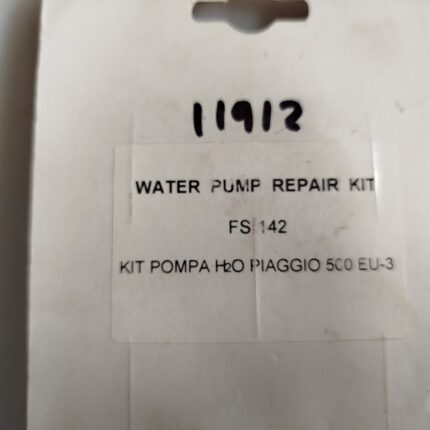 11912
WATER PUMP REPAIR KIT
FS 142
KIT POMPA H2O PIAGGIO 500 EU-3